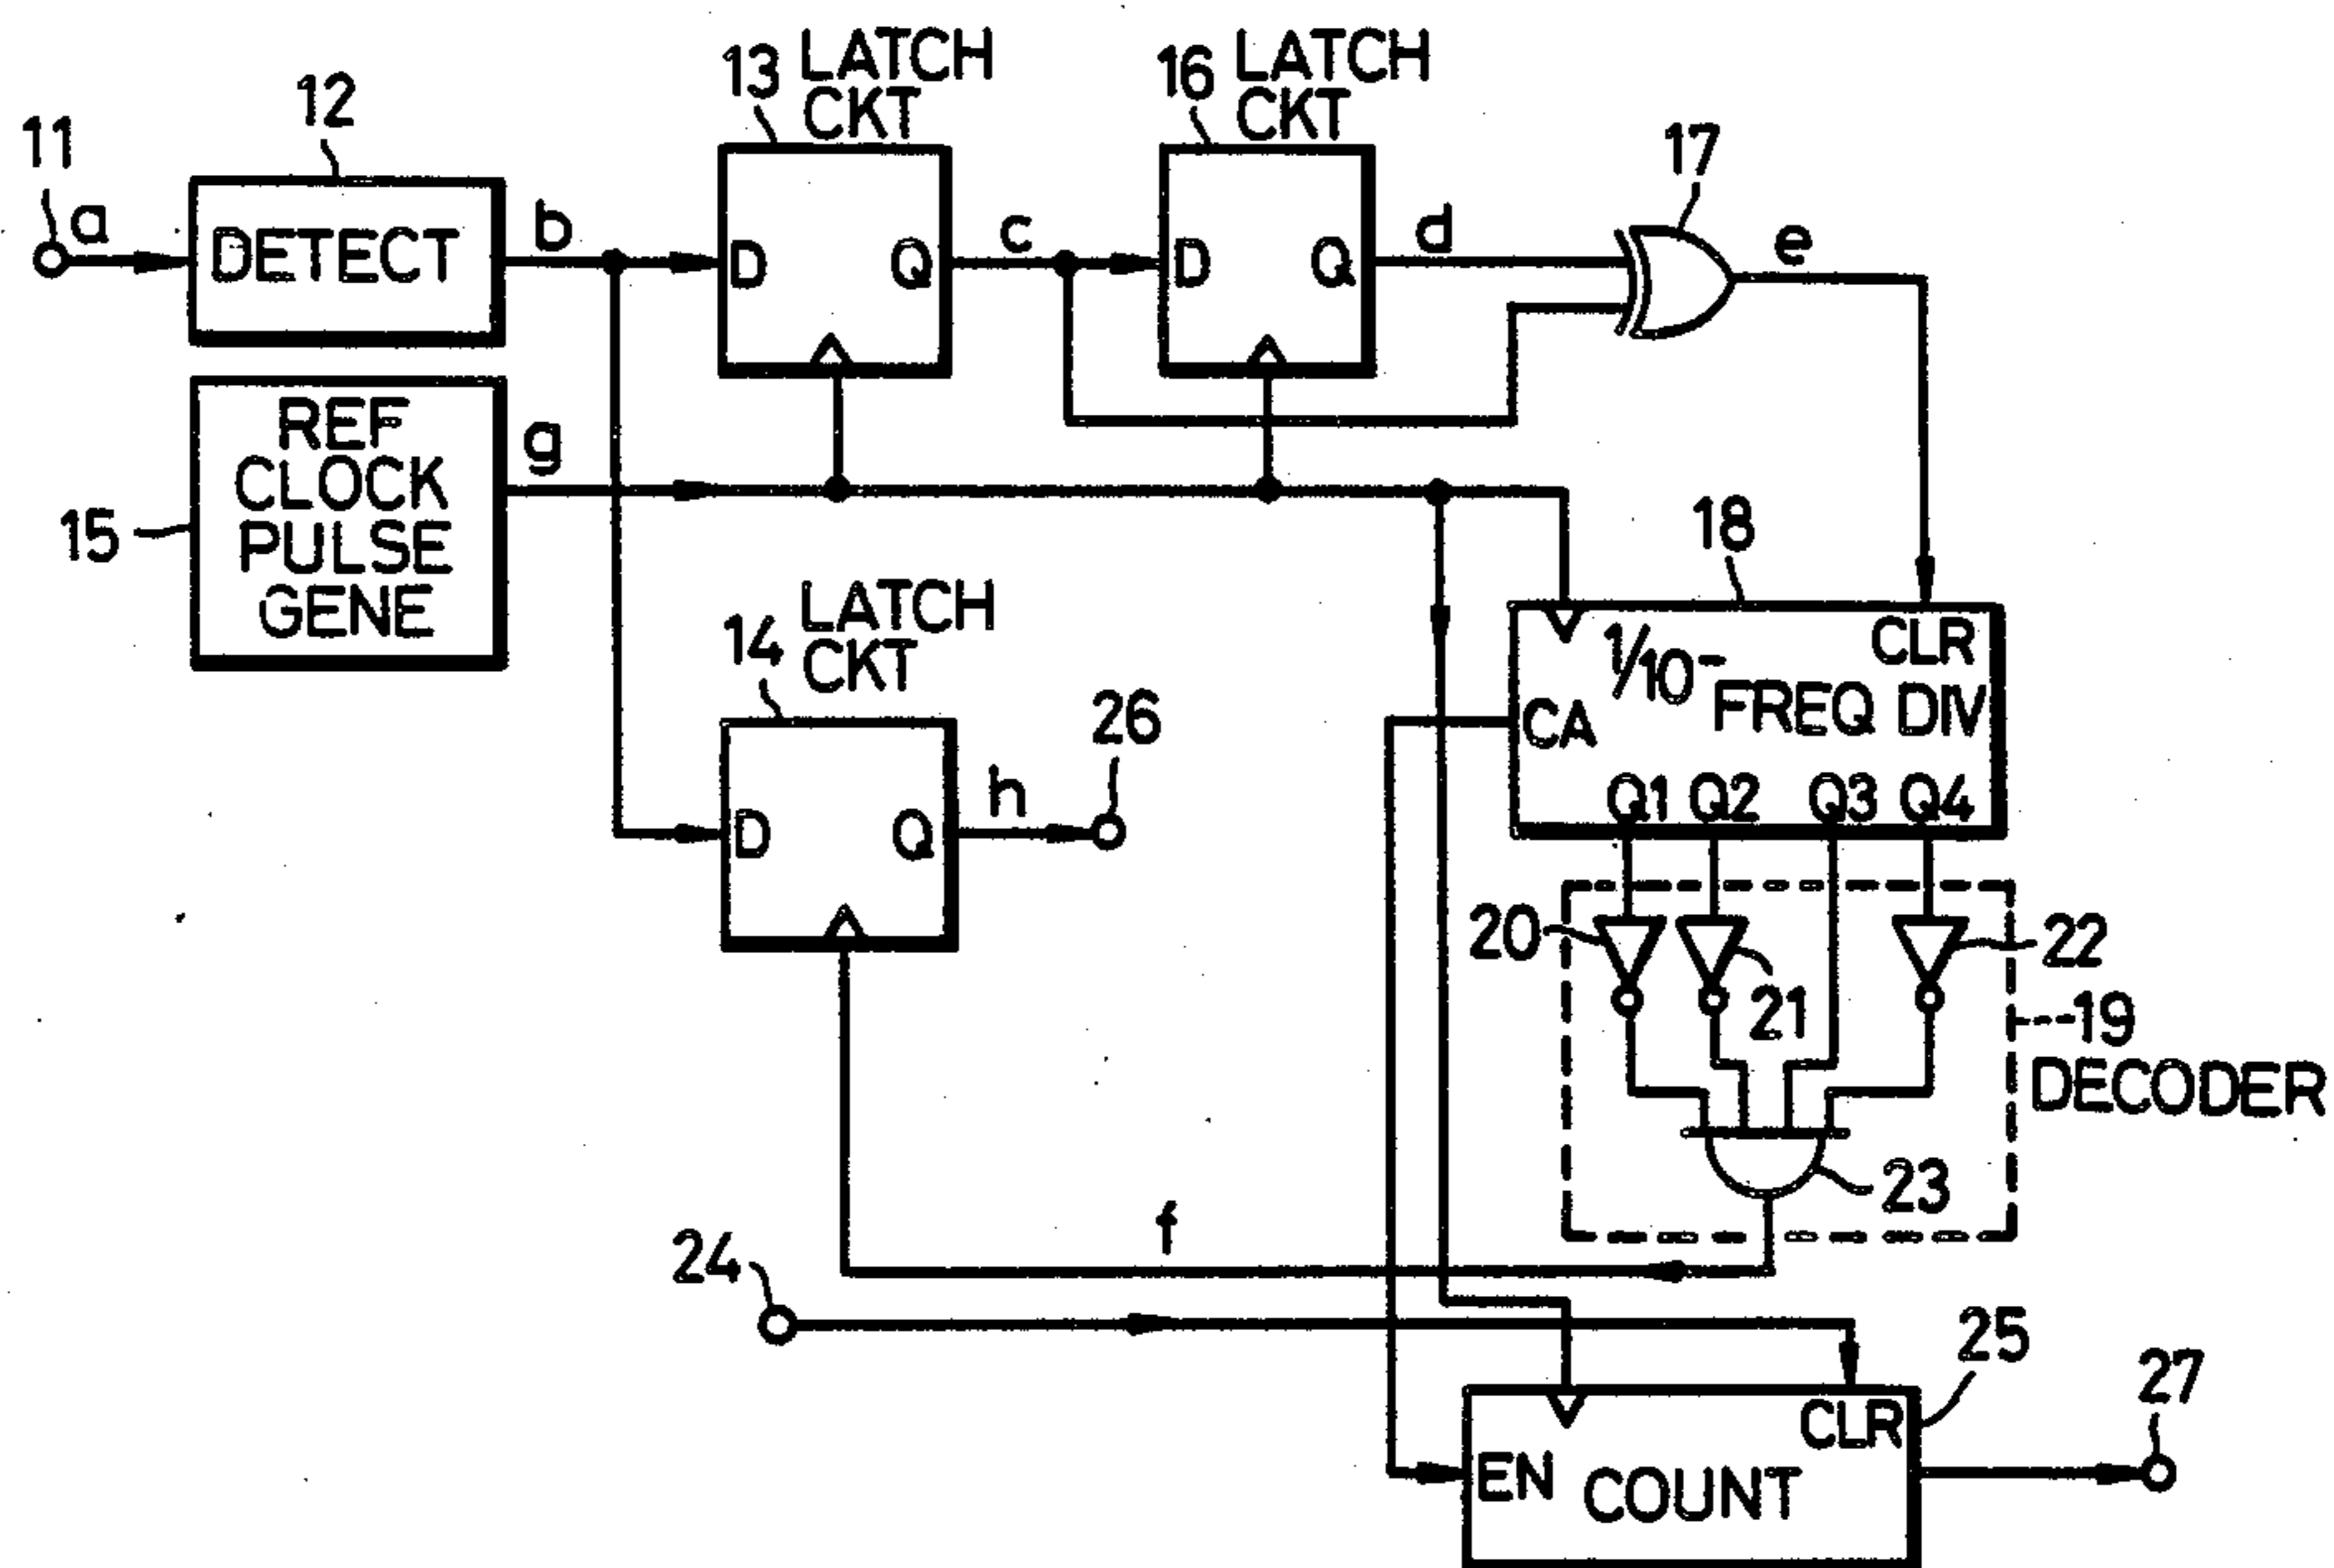 11
a
12
DETECT
b
13 LATCH
CKT
D Q
c
16 LATCH
CKT
D Q
d
17
e
15
REF
CLOCK
PULSE
GENE
g
14 LATCH
CKT
D Q
h
26
18
1/10-
FREQ DIV
CLR
CA
Q1 Q2 Q3 Q4
20
21
22
19
DECODER
23
f
24
25
CLR
EN COUNT
27